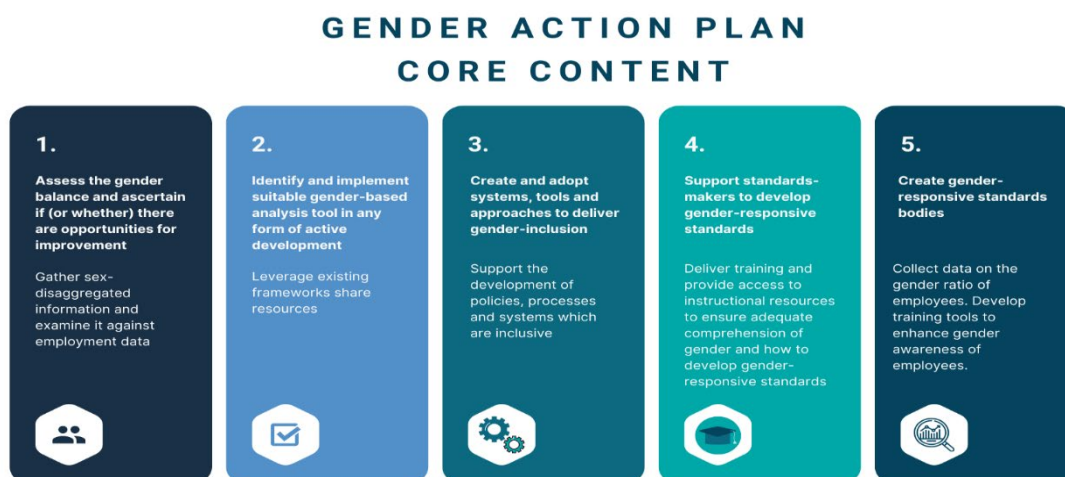 GENDER ACTION PLAN
CORE CONTENT
1.
Assess the gender
balance and ascertain
if (or whether) there
are opportunities for
improvement
Gather sex-
disaggregated
information and
examine it against
employment data
2.
Identify and implement
suitable gender-based
analysis tool in any
form of active
development
Leverage existing
frameworks share
resources
3.
Create and adopt
systems, tools and
approaches to deliver
gender-inclusion
Support the
development of
policies, processes
and systems which
are inclusive
4.
Support standards-
makers to develop
gender-responsive
standards
Deliver training and
provide access to
instructional resources
to ensure adequate
comprehension of
gender and how to
develop gender-
responsive standards
5.
Create gender-
responsive standards
bodies
Collect data on the
gender ratio of
employees. Develop
training tools to
enhance gender
awareness of
employees.